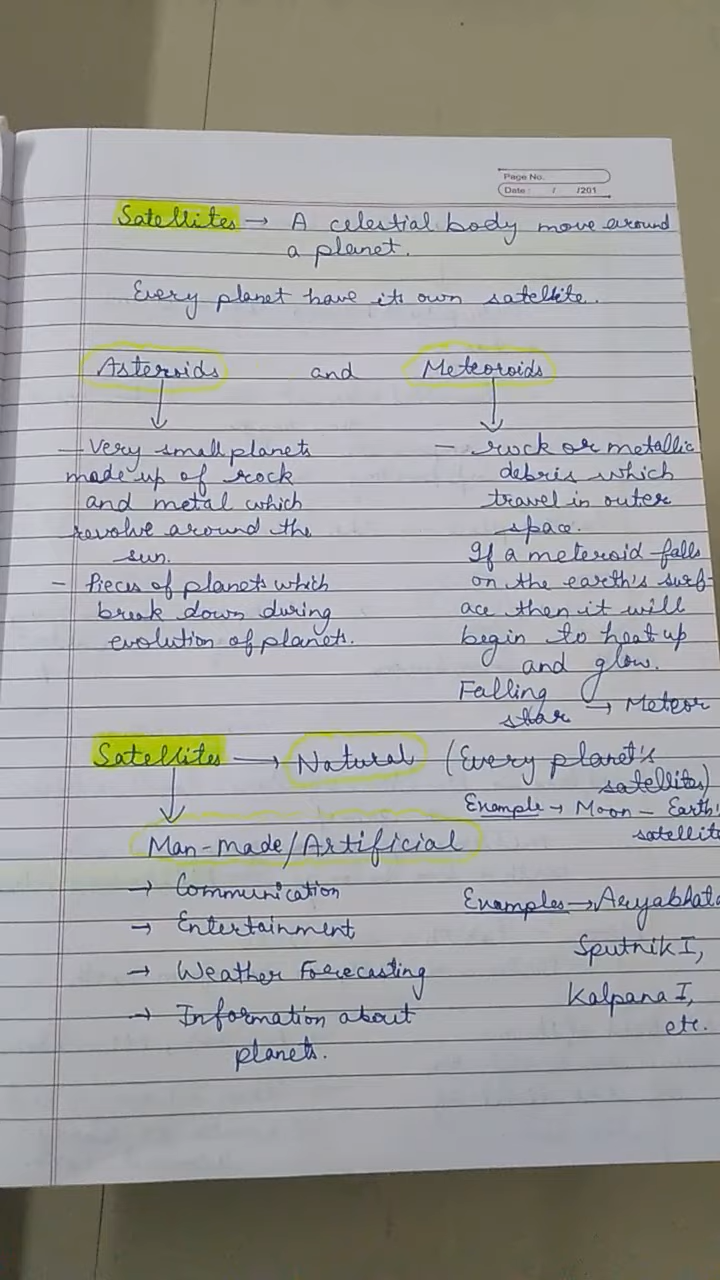 Page No.
Date: / /201
Satellites → A celestial body move around
a planet.
Every planet have its own satellite.
Asteroids and Meteoroids
- Very small planets
made up of rock
and metal which
revolve around the
sun.
- Pieces of planets which
break down during
evolution of planets.
- rock or metallic
debris which
travel in outer
space.
If a meteroid falls
on the earth's surf-
ace then it will
begin to heat up
and glow.
Falling
star → Meteor
Satellites → Natural (Every planet's
satellites)
Example → Moon - Earth's
satellite
Man-made/Artificial
→ Communication
→ Entertainment
→ Weather Forecasting
→ Information about
planets.
Examples → Aryabhata
Sputnik I,
Kalpana I,
etc.